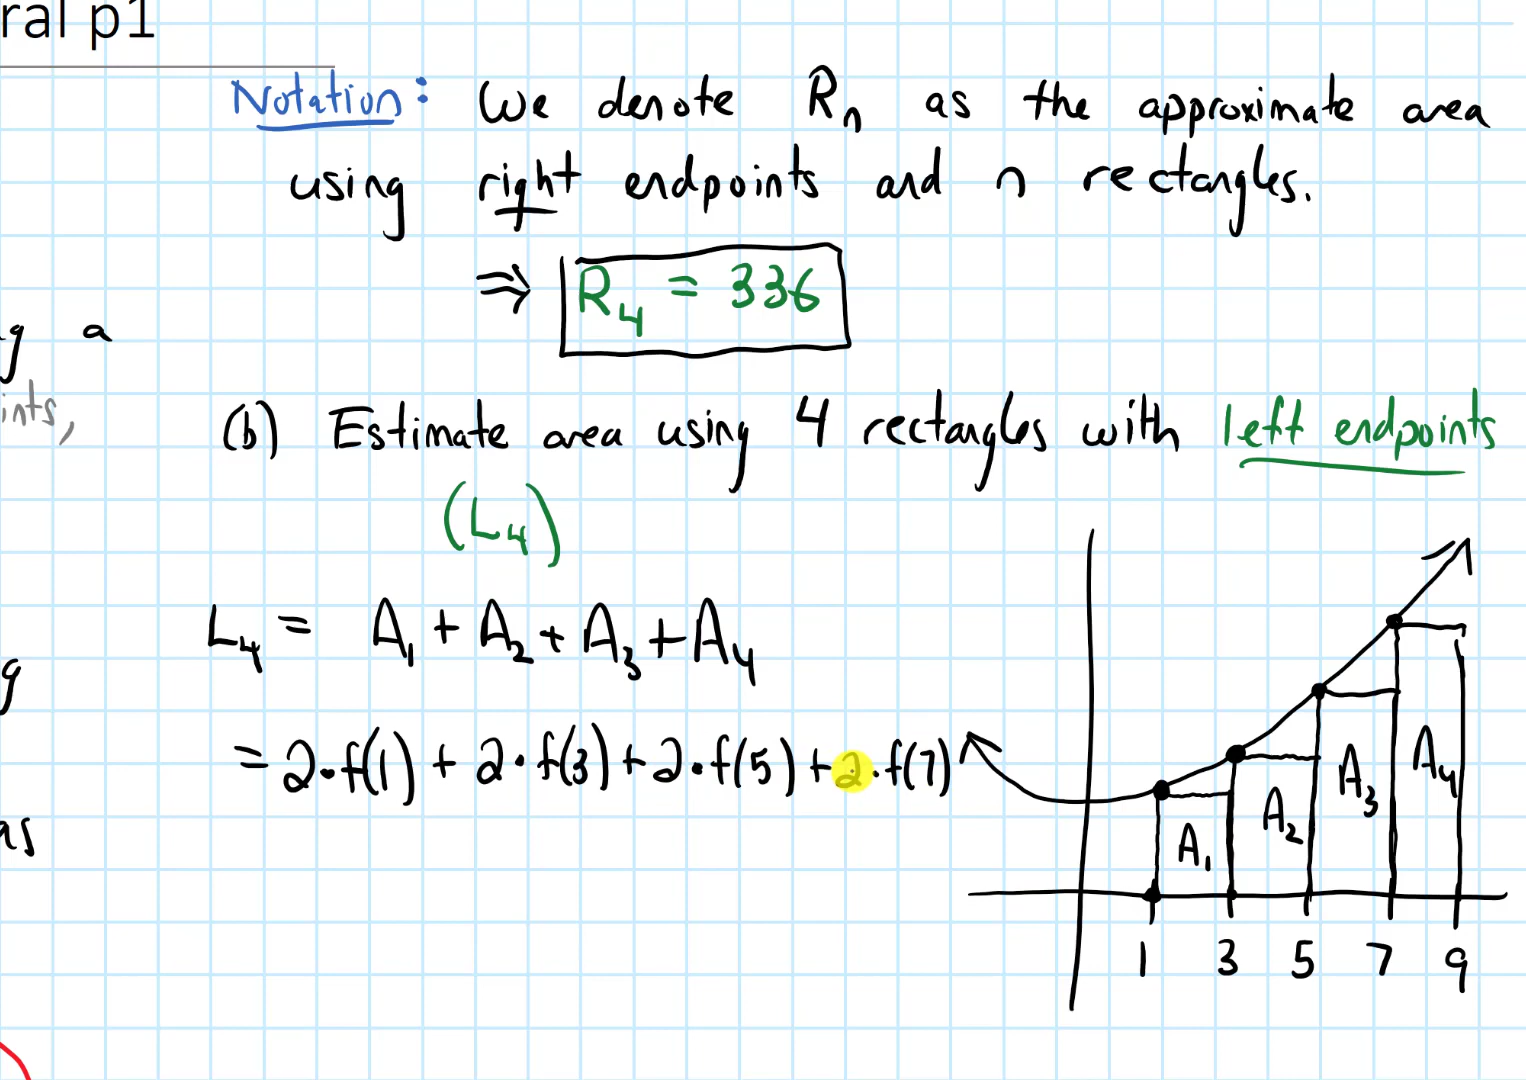 ral p1
Notation: We denote Rₙ as the approximate area
using right endpoints and n rectangles.
⇒ R₄ = 336
g a
ints,
(b) Estimate area using 4 rectangles with left endpoints
(L₄)
L₄ = A₁ + A₂ + A₃ + A₄
g
= 2·f(1) + 2·f(3) + 2·f(5) + 2·f(7)
as
A₁ A₂ A₃ A₄
1 3 5 7 9